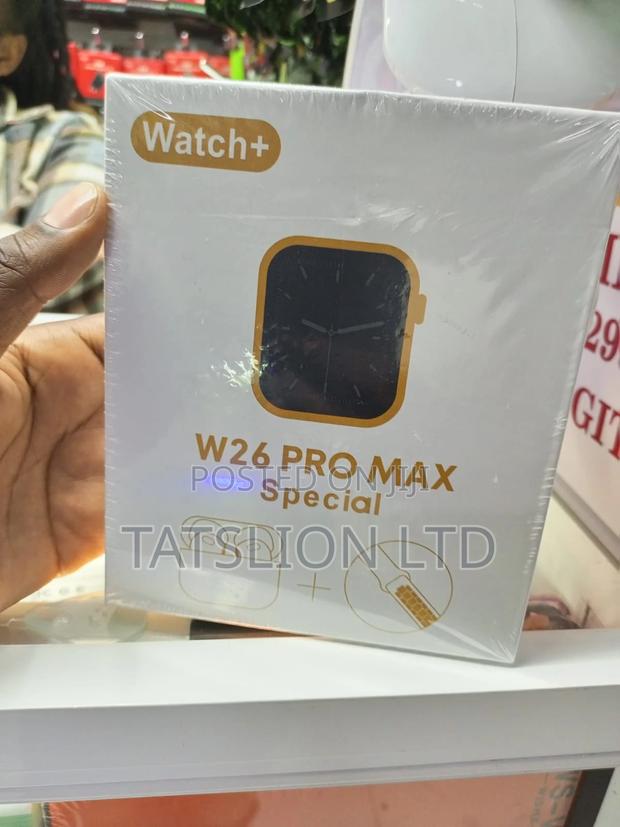 Watch+
W26 PRO MAX
POSTED ON JIJI
Special
TATSLION LTD
+